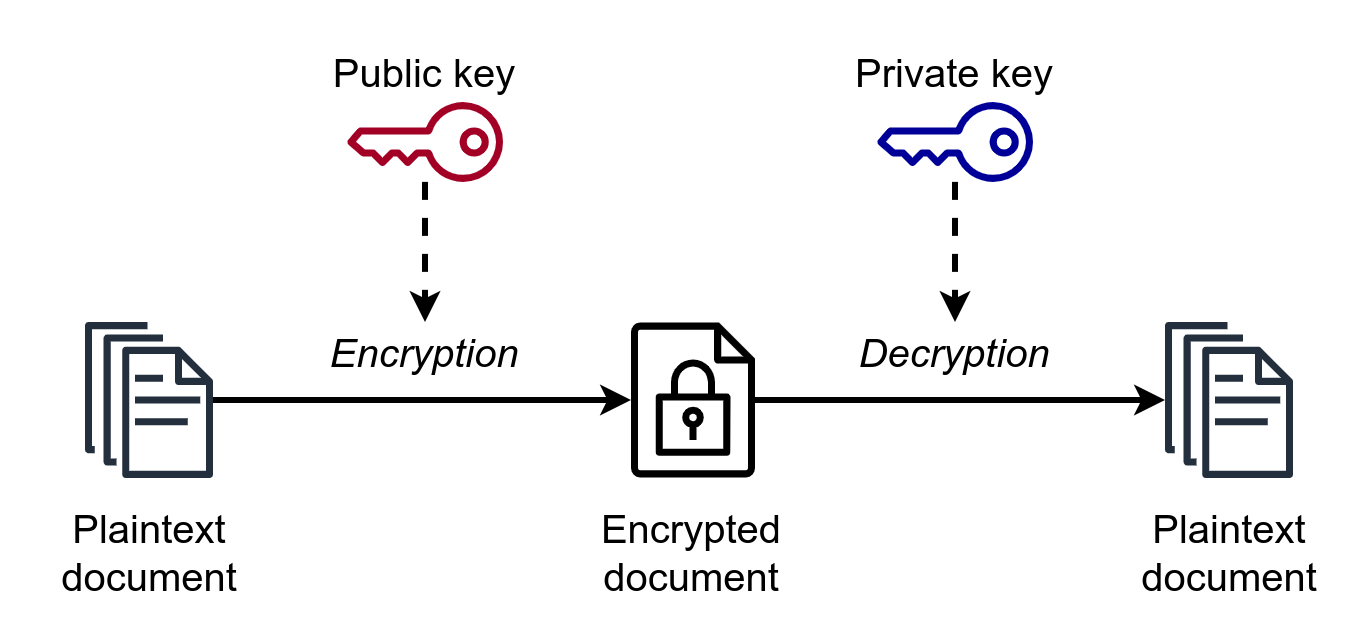 Public key
Private key
Encryption
Decryption
Plaintext
document
Encrypted
document
Plaintext
document